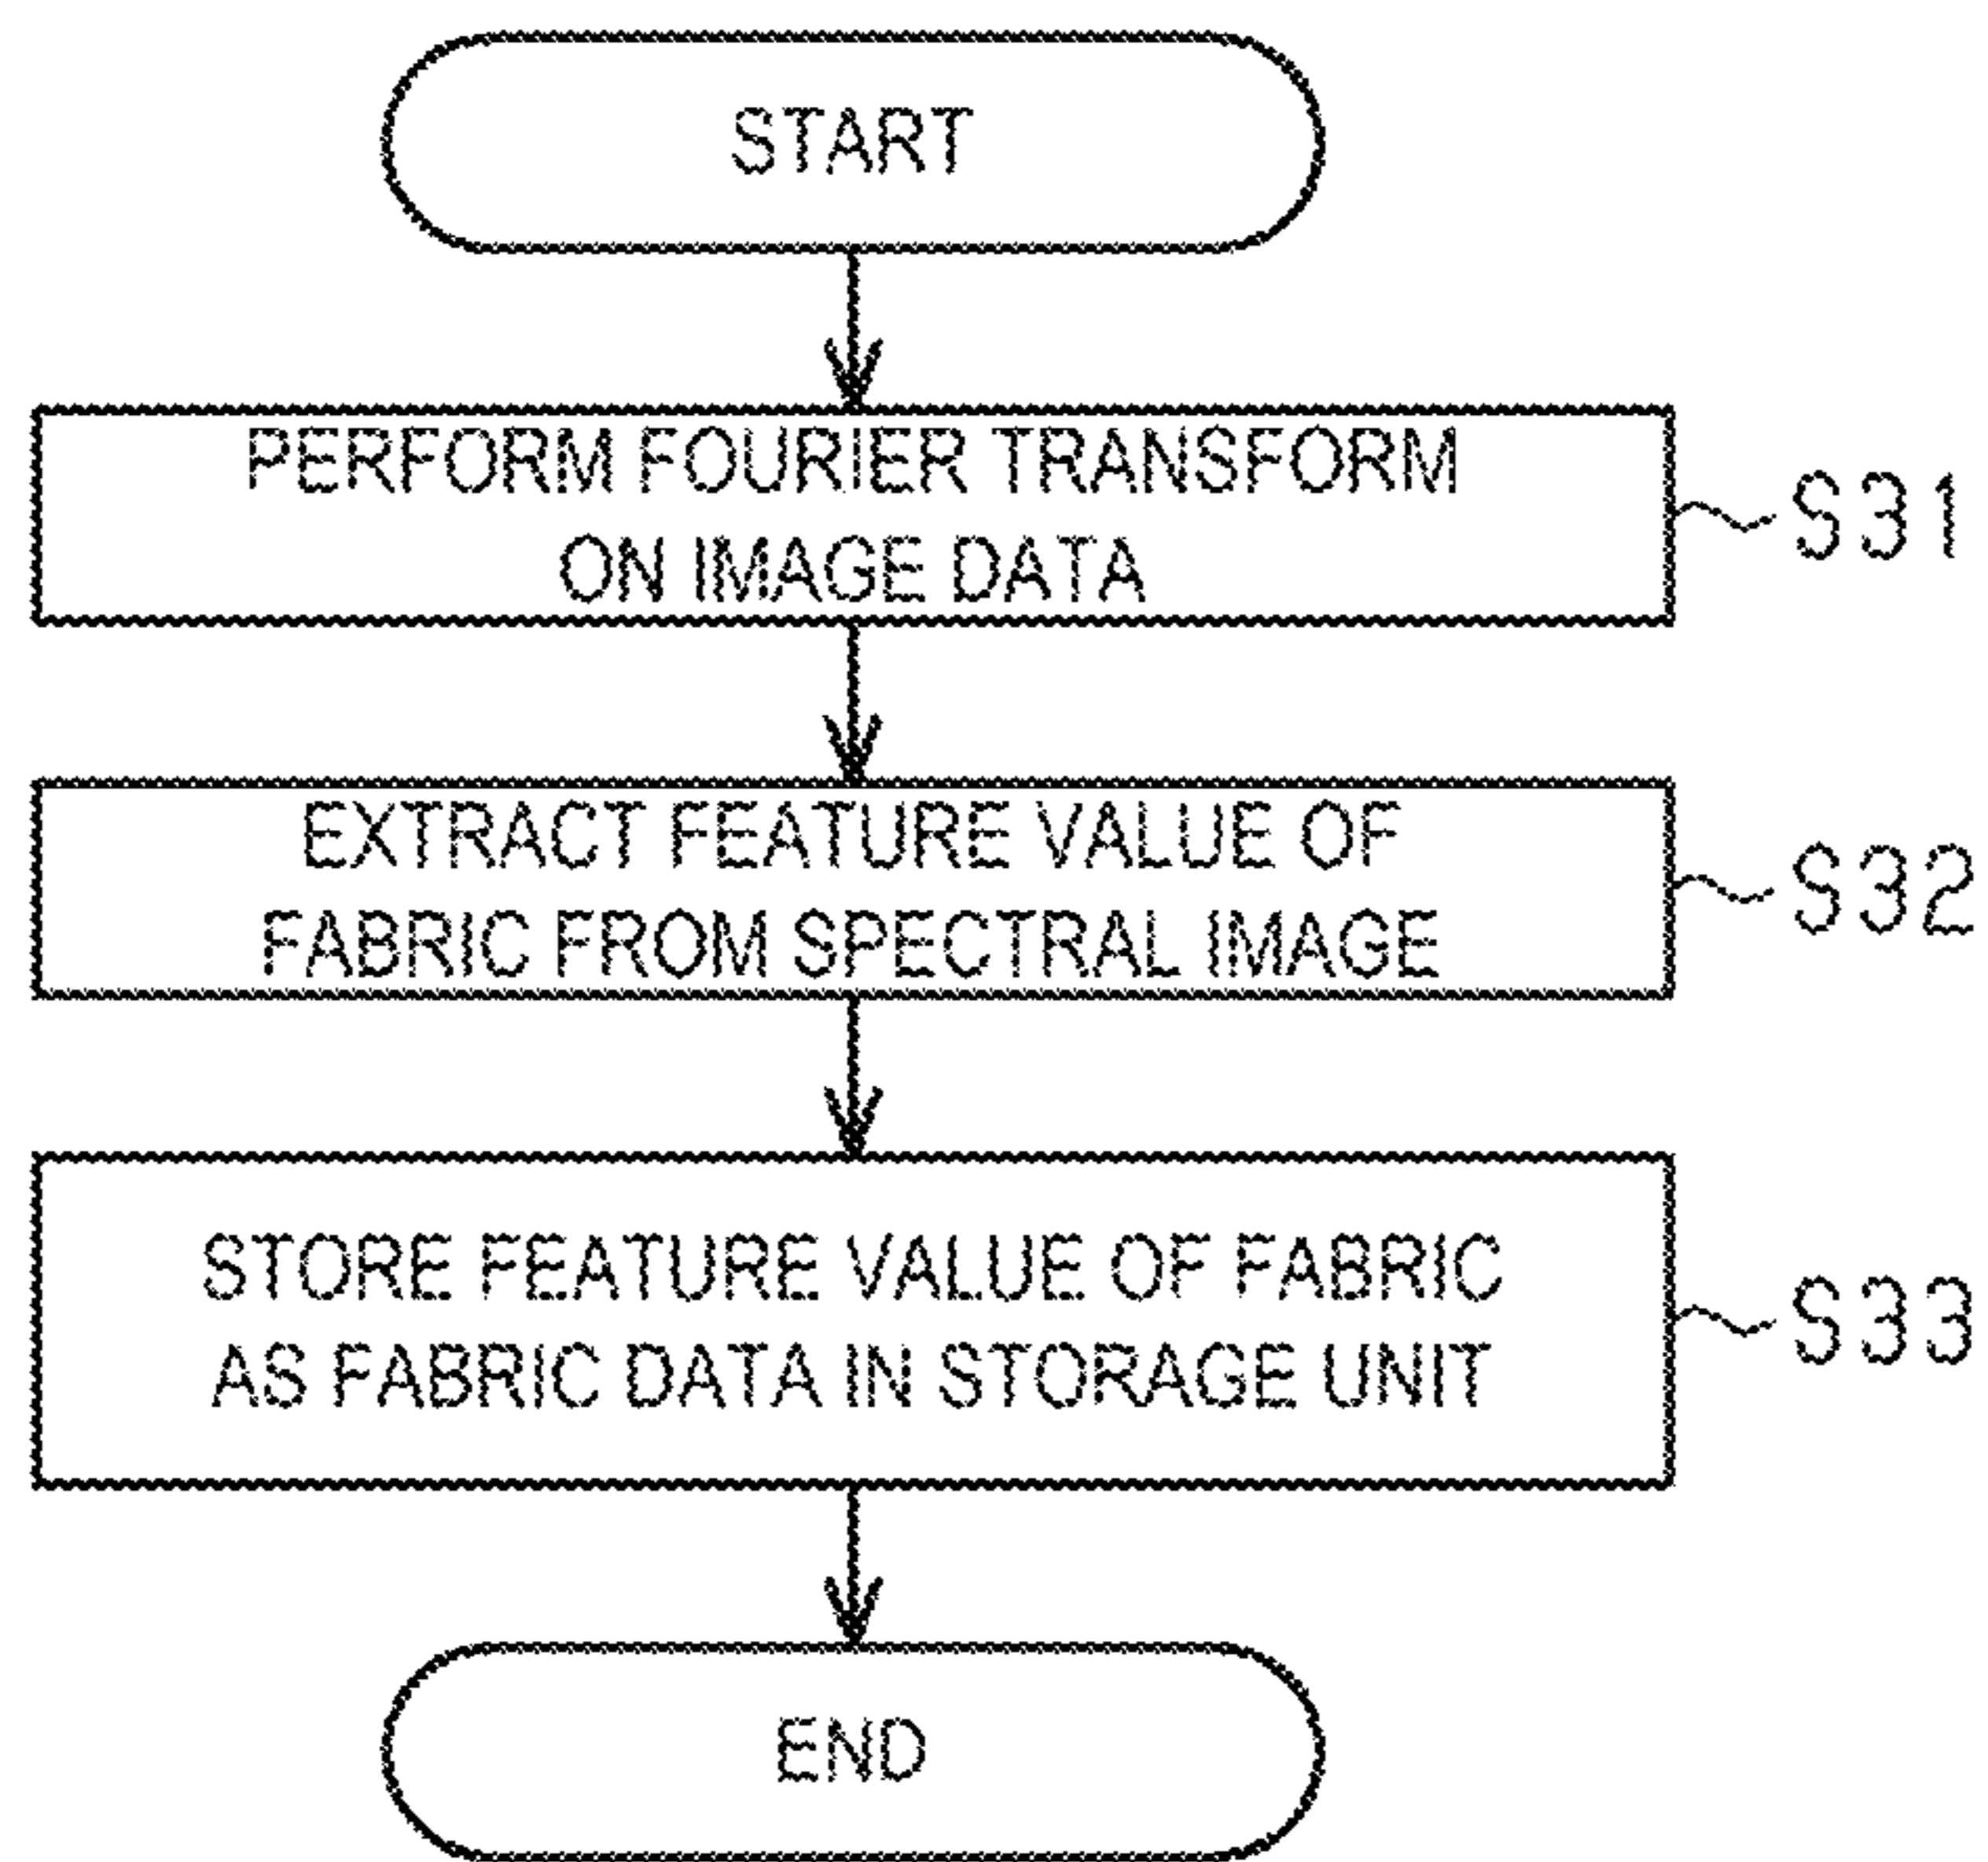 START
PERFORM FOURIER TRANSFORM
ON IMAGE DATA
S31
EXTRACT FEATURE VALUE OF
FABRIC FROM SPECTRAL IMAGE
S32
STORE FEATURE VALUE OF FABRIC
AS FABRIC DATA IN STORAGE UNIT
S33
END